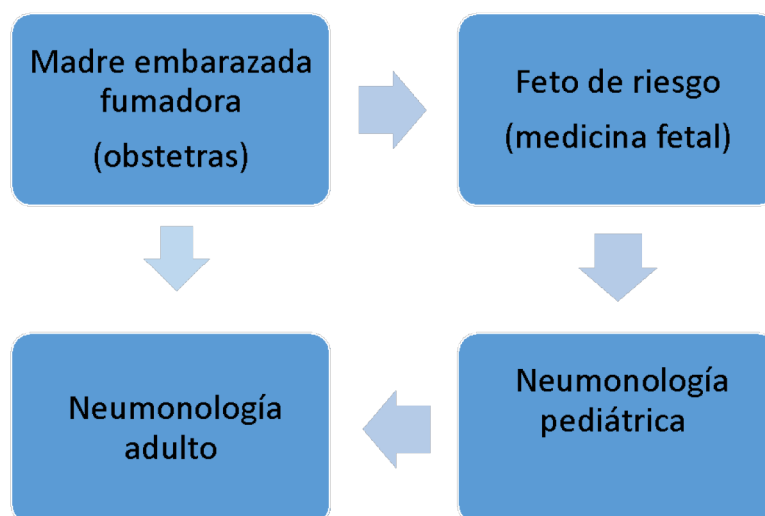 Madre embarazada
fumadora
(obstetras)
Feto de riesgo
(medicina fetal)
Neumonología
adulto
Neumonología
pediátrica